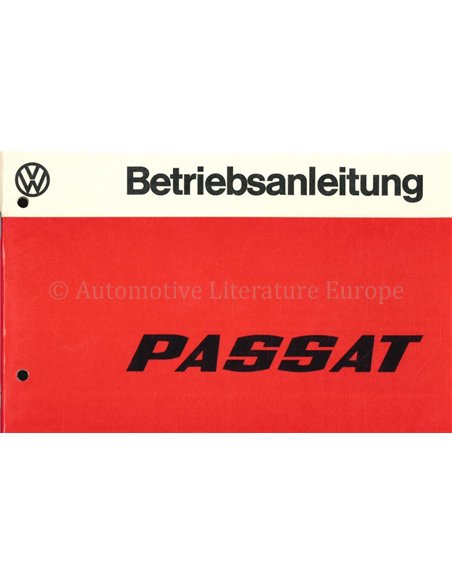 VW
Betriebsanleitung
© Automotive Literature Europe
PASSAT